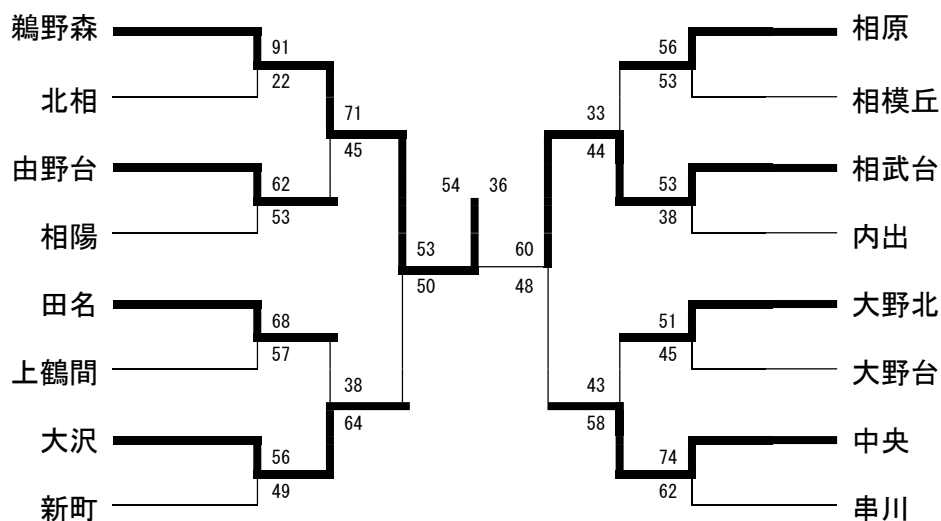 鵜野森
91
22
北相
71
45
由野台
62
53
相陽
53
50
田名
68
57
上鶴間
38
64
大沢
56
49
新町
54 36
相原
56
53
相模丘
33
44
相武台
53
38
内出
60
48
大野北
51
45
大野台
43
58
中央
74
62
串川